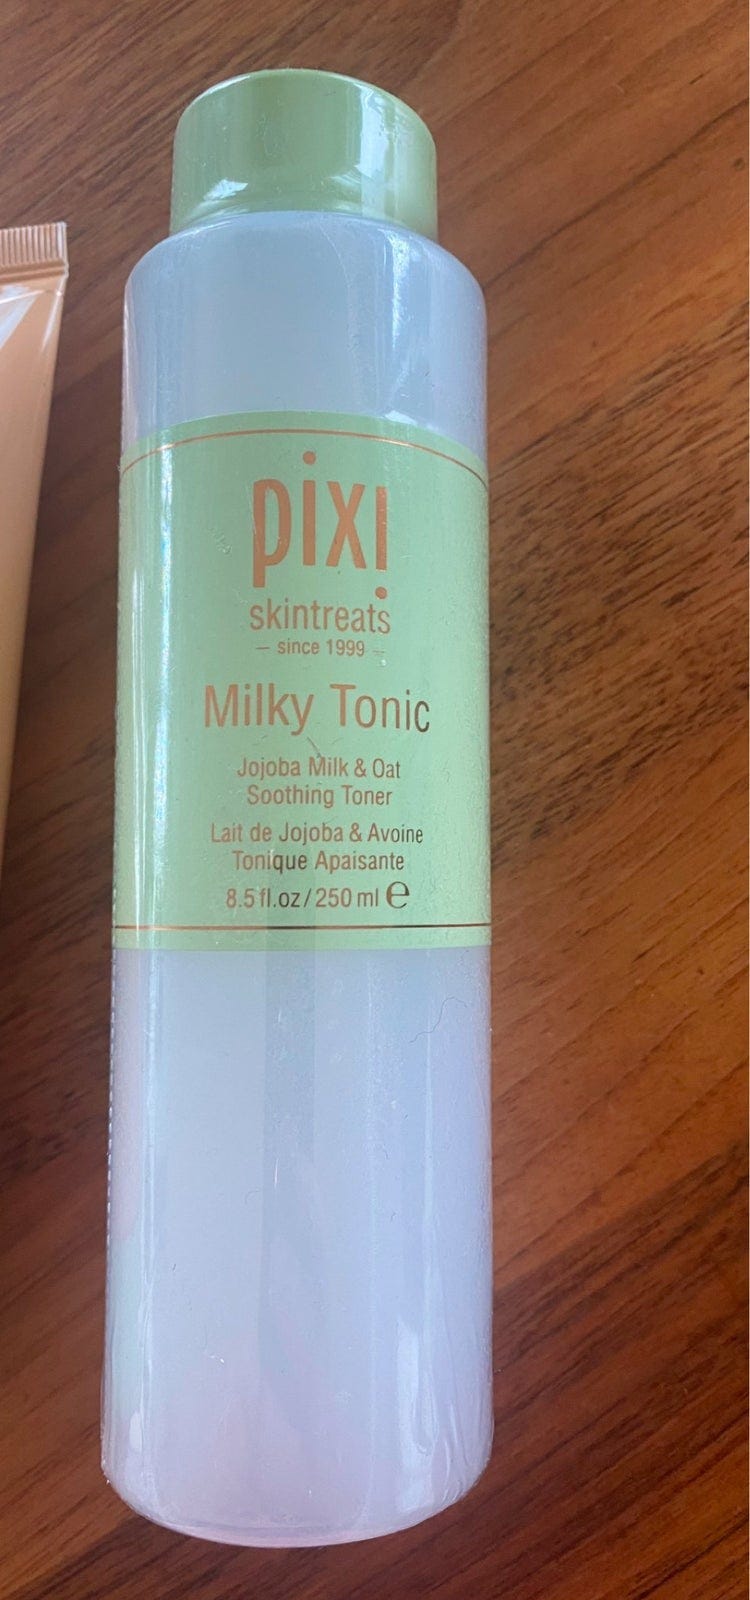 pixi
skintreats
– since 1999 –
Milky Tonic
Jojoba Milk & Oat
Soothing Toner
Lait de Jojoba & Avoine
Tonique Apaisante
8.5 fl.oz/250 ml ℮